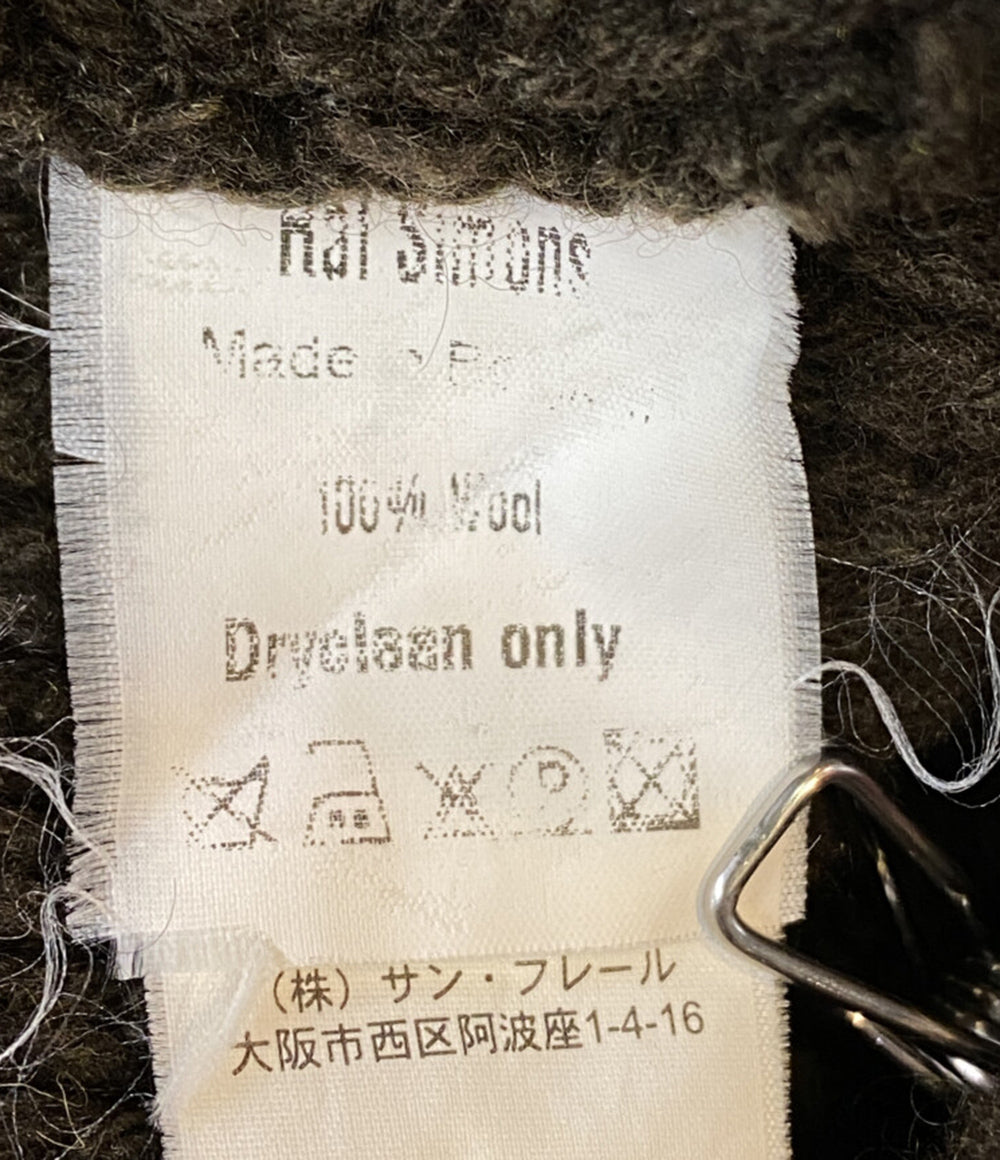 Raf Simons
Made
100% Wool
Dryclean only
P
(株) サン・フレール
大阪市西区阿波座1-4-16